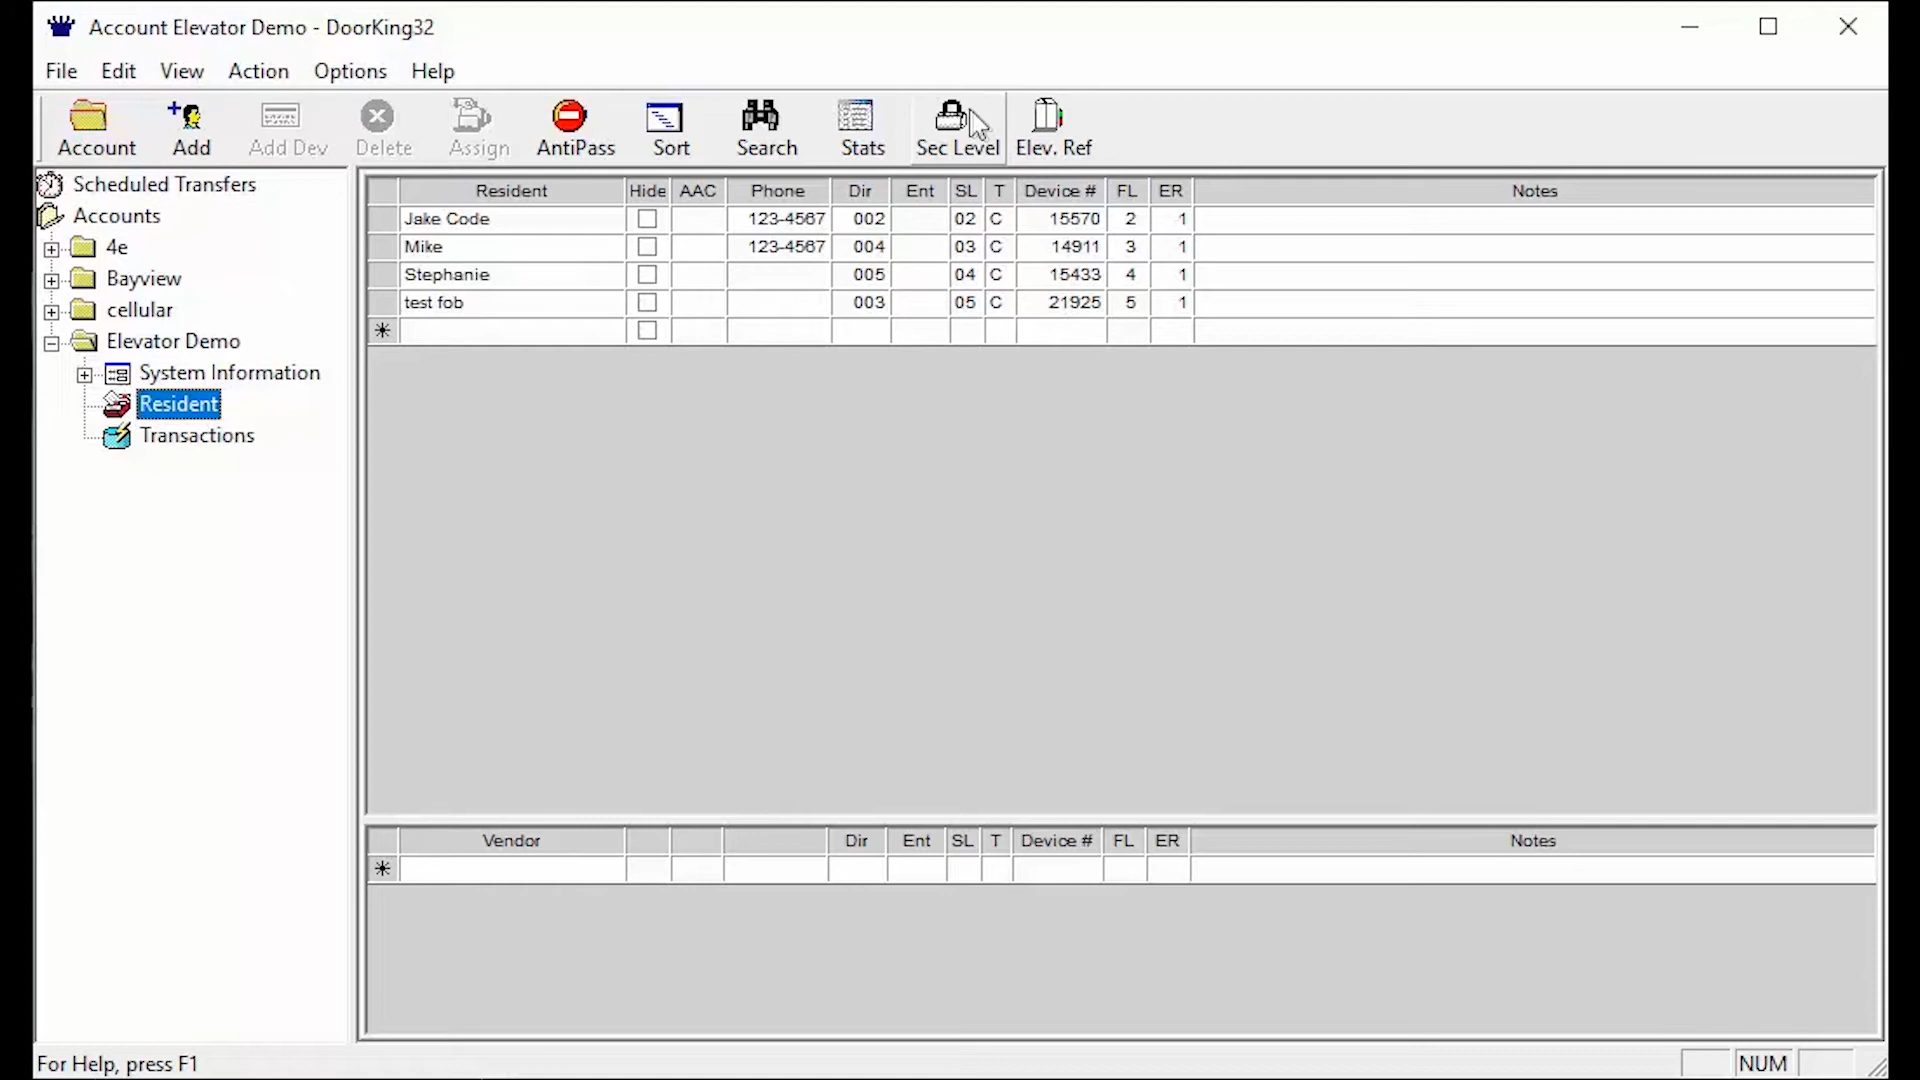 Account Elevator Demo - DoorKing32
File Edit View Action Options Help
Account Add Add Dev Delete Assign AntiPass Sort Search Stats Sec Level Elev. Ref
Scheduled Transfers
Accounts
4e
Bayview
cellular
Elevator Demo
System Information
Resident
Transactions
Resident Hide AAC Phone Dir Ent SL T Device # FL ER Notes
Jake Code 123-4567 002 02 C 15570 2 1
Mike 123-4567 004 03 C 14911 3 1
Stephanie 005 04 C 15433 4 1
test fob 003 05 C 21925 5 1
Vendor Dir Ent SL T Device # FL ER Notes
For Help, press F1 NUM